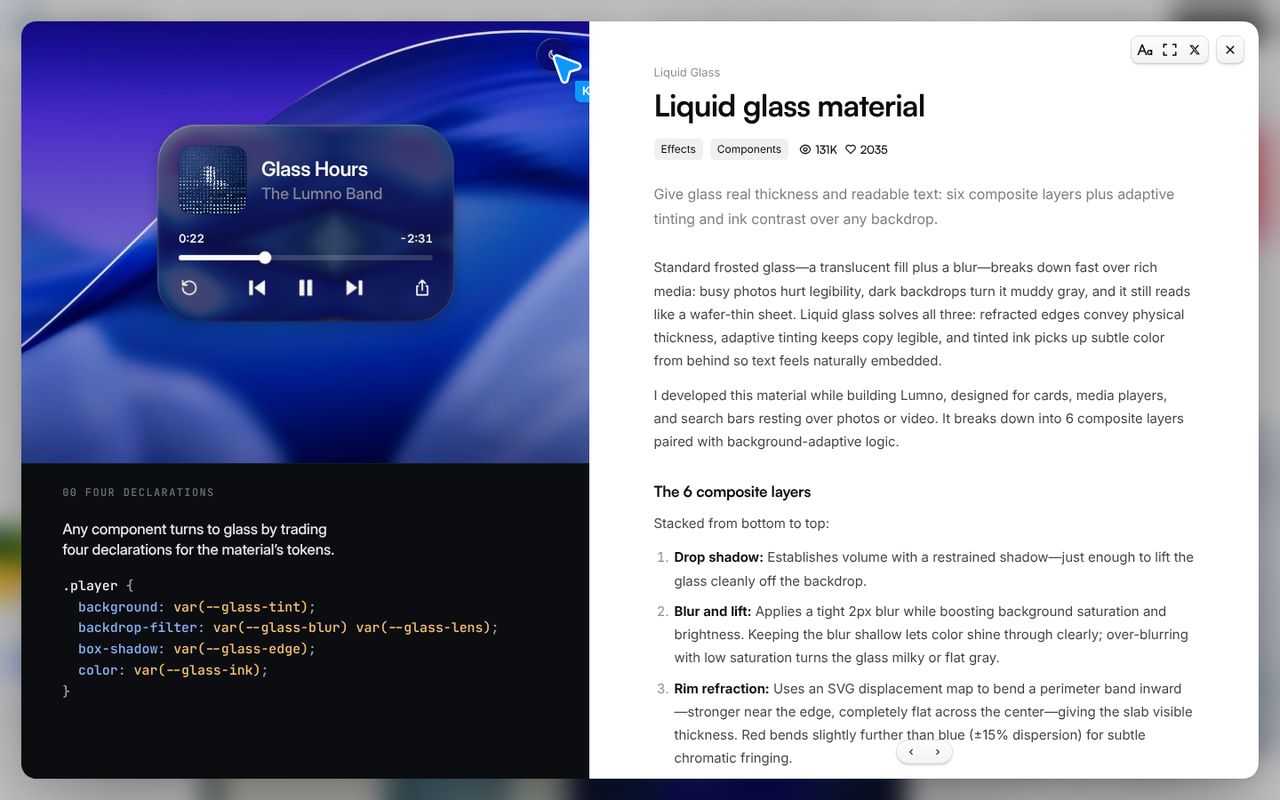 K
Glass Hours
The Lumno Band
0:22
-2:31
00 FOUR DECLARATIONS
Any component turns to glass by trading
four declarations for the material’s tokens.
.player {
  background: var(--glass-tint);
  backdrop-filter: var(--glass-blur) var(--glass-lens);
  box-shadow: var(--glass-edge);
  color: var(--glass-ink);
}
Aa
Liquid Glass
Liquid glass material
Effects
Components
131K
2035
Give glass real thickness and readable text: six composite layers plus adaptive
tinting and ink contrast over any backdrop.
Standard frosted glass—a translucent fill plus a blur—breaks down fast over rich
media: busy photos hurt legibility, dark backdrops turn it muddy gray, and it still reads
like a wafer-thin sheet. Liquid glass solves all three: refracted edges convey physical
thickness, adaptive tinting keeps copy legible, and tinted ink picks up subtle color
from behind so text feels naturally embedded.
I developed this material while building Lumno, designed for cards, media players,
and search bars resting over photos or video. It breaks down into 6 composite layers
paired with background-adaptive logic.
The 6 composite layers
Stacked from bottom to top:
1. Drop shadow: Establishes volume with a restrained shadow—just enough to lift the
glass cleanly off the backdrop.
2. Blur and lift: Applies a tight 2px blur while boosting background saturation and
brightness. Keeping the blur shallow lets color shine through clearly; over-blurring
with low saturation turns the glass milky or flat gray.
3. Rim refraction: Uses an SVG displacement map to bend a perimeter band inward
—stronger near the edge, completely flat across the center—giving the slab visible
thickness. Red bends slightly further than blue (±15% dispersion) for subtle
chromatic fringing.